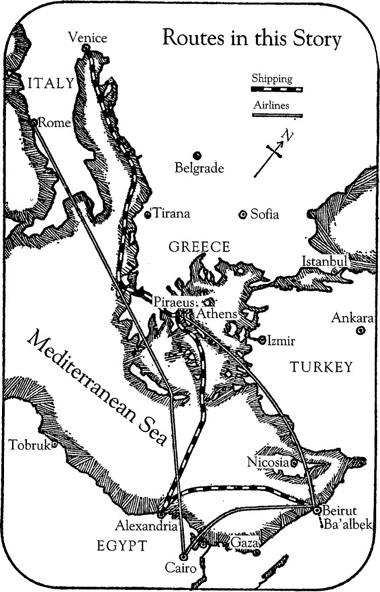 Routes in this Story
Venice
ITALY
Shipping
Airlines
Rome
N
Belgrade
Tirana
Sofia
GREECE
Istanbul
Piraeus
Athens
Ankara
Izmir
TURKEY
Mediterranean Sea
Tobruk
Nicosia
Alexandria
Beirut
Ba'albek
EGYPT
Gaza
Cairo